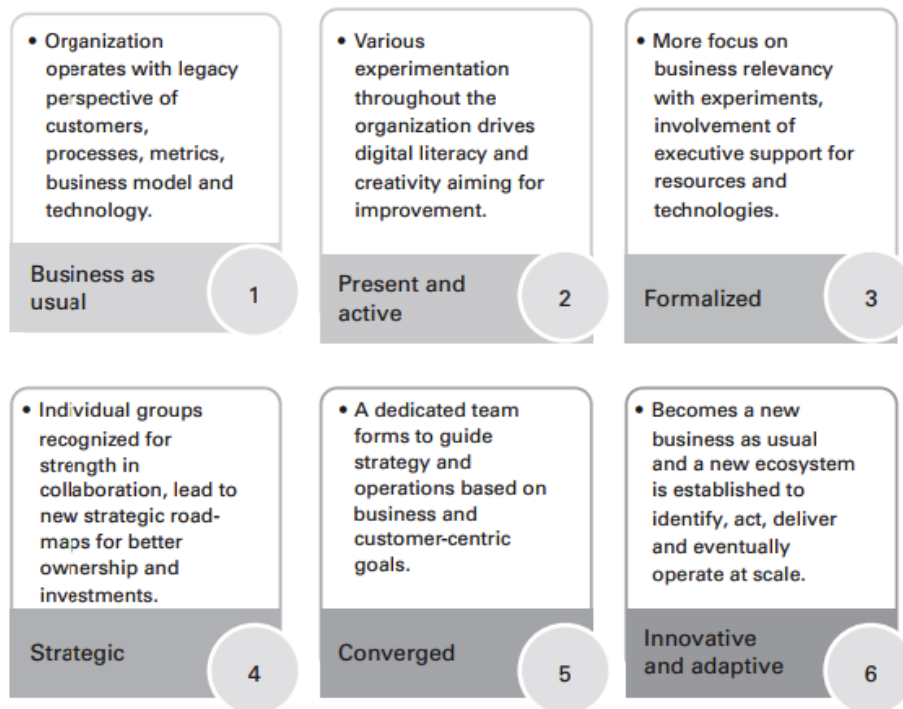 • Organization
operates with legacy
perspective of
customers,
processes, metrics,
business model and
technology.
Business as
usual
1
• Various
experimentation
throughout the
organization drives
digital literacy and
creativity aiming for
improvement.
Present and
active
2
• More focus on
business relevancy
with experiments,
involvement of
executive support for
resources and
technologies.
Formalized
3
• Individual groups
recognized for
strength in
collaboration, lead to
new strategic road-
maps for better
ownership and
investments.
Strategic
4
• A dedicated team
forms to guide
strategy and
operations based on
business and
customer-centric
goals.
Converged
5
• Becomes a new
business as usual
and a new ecosystem
is established to
identify, act, deliver
and eventually
operate at scale.
Innovative
and adaptive
6